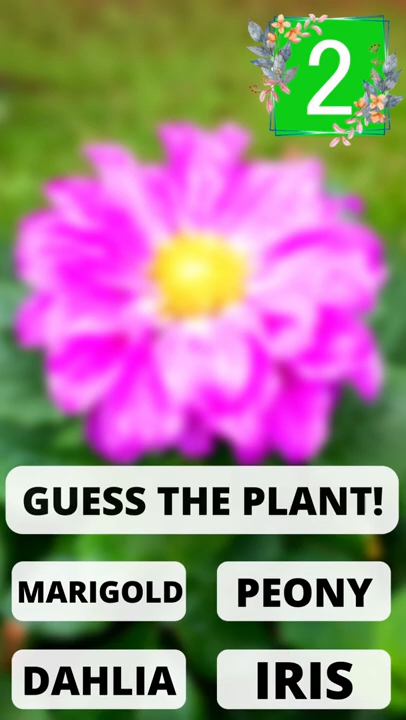 2
GUESS THE PLANT!
MARIGOLD
PEONY
DAHLIA
IRIS